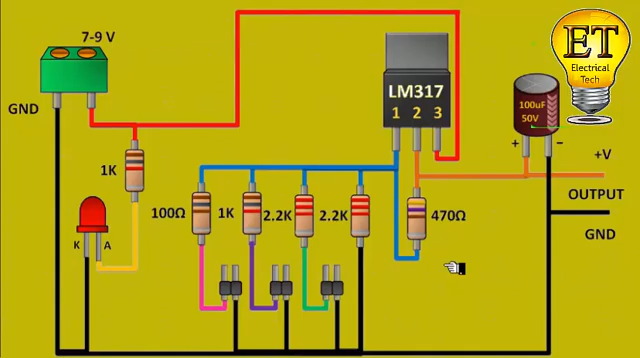 7-9 V
ET
Electrical
Tech
GND
LM317
1 2 3
100uF
50V
+ −
+V
1K
OUTPUT
100Ω 1K 2.2K 2.2K 470Ω
GND
K A